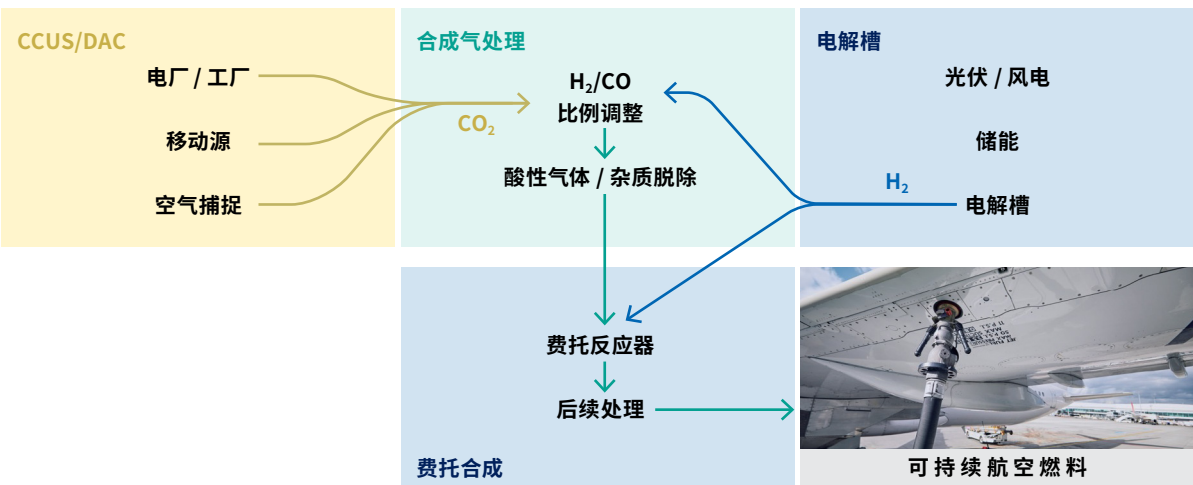 CCUS/DAC
电厂 / 工厂
移动源
空气捕捉
CO₂
合成气处理
H₂/CO
比例调整
酸性气体 / 杂质脱除
电解槽
光伏 / 风电
储能
H₂
电解槽
费托反应器
后续处理
费托合成
可持续航空燃料